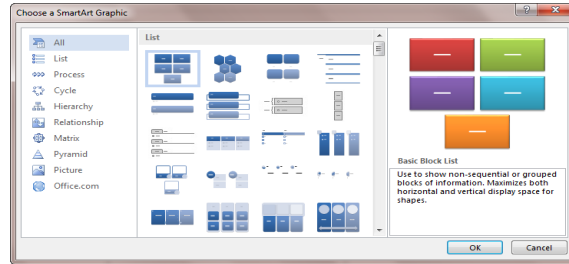 Choose a SmartArt Graphic
All
List
Process
Cycle
Hierarchy
Relationship
Matrix
Pyramid
Picture
Office.com
List
Basic Block List
Use to show non-sequential or grouped
blocks of information. Maximizes both
horizontal and vertical display space for
shapes.
OK
Cancel